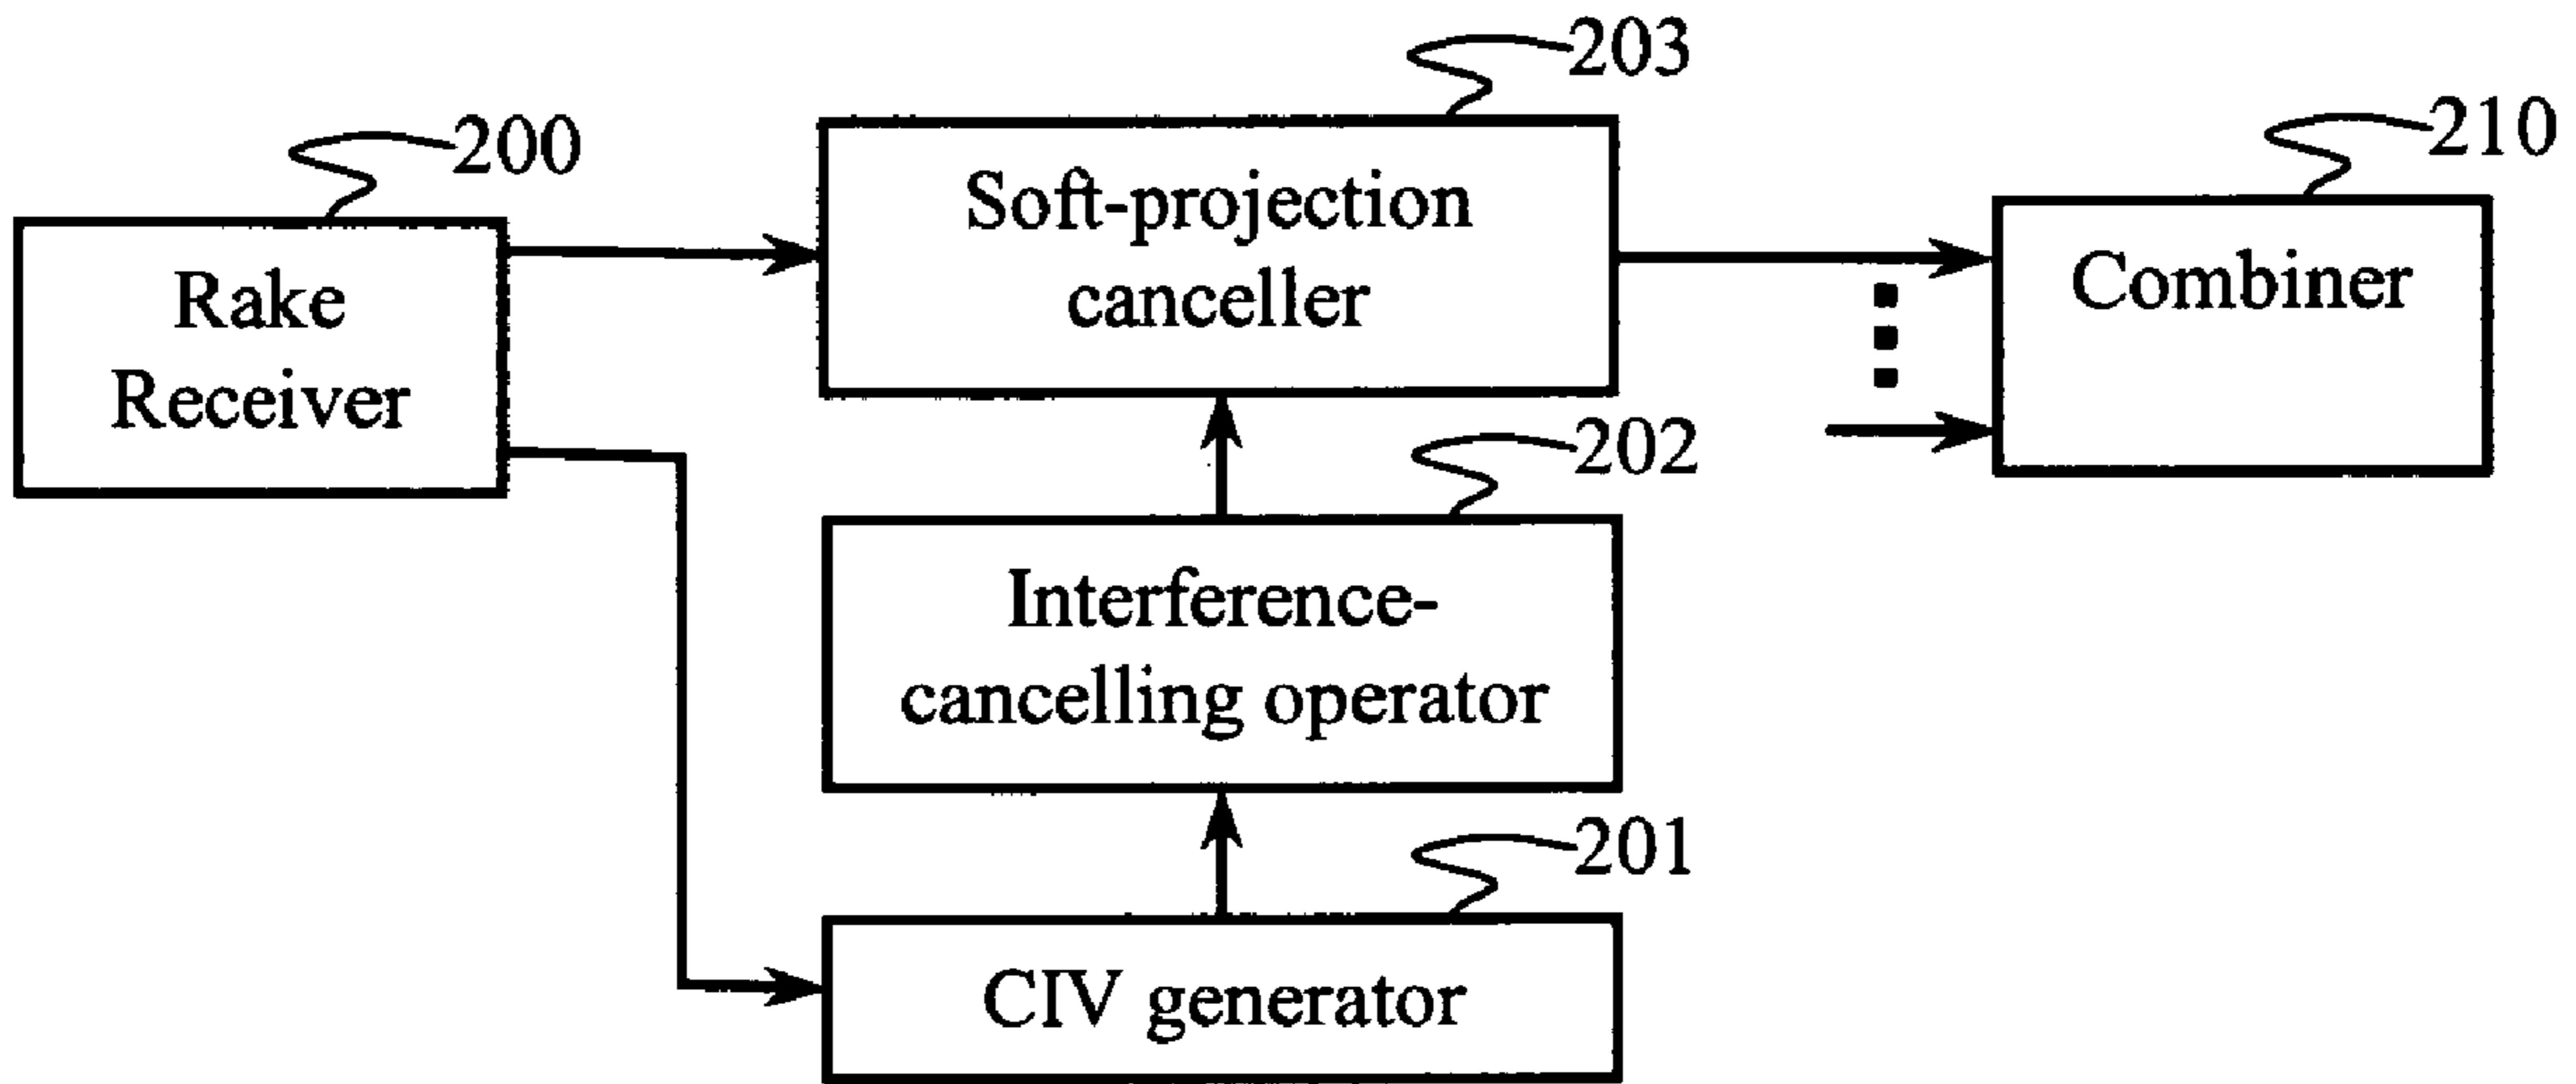 203
200
210
Soft-projection
canceller
Rake
Receiver
Combiner
202
Interference-
cancelling operator
201
CIV generator